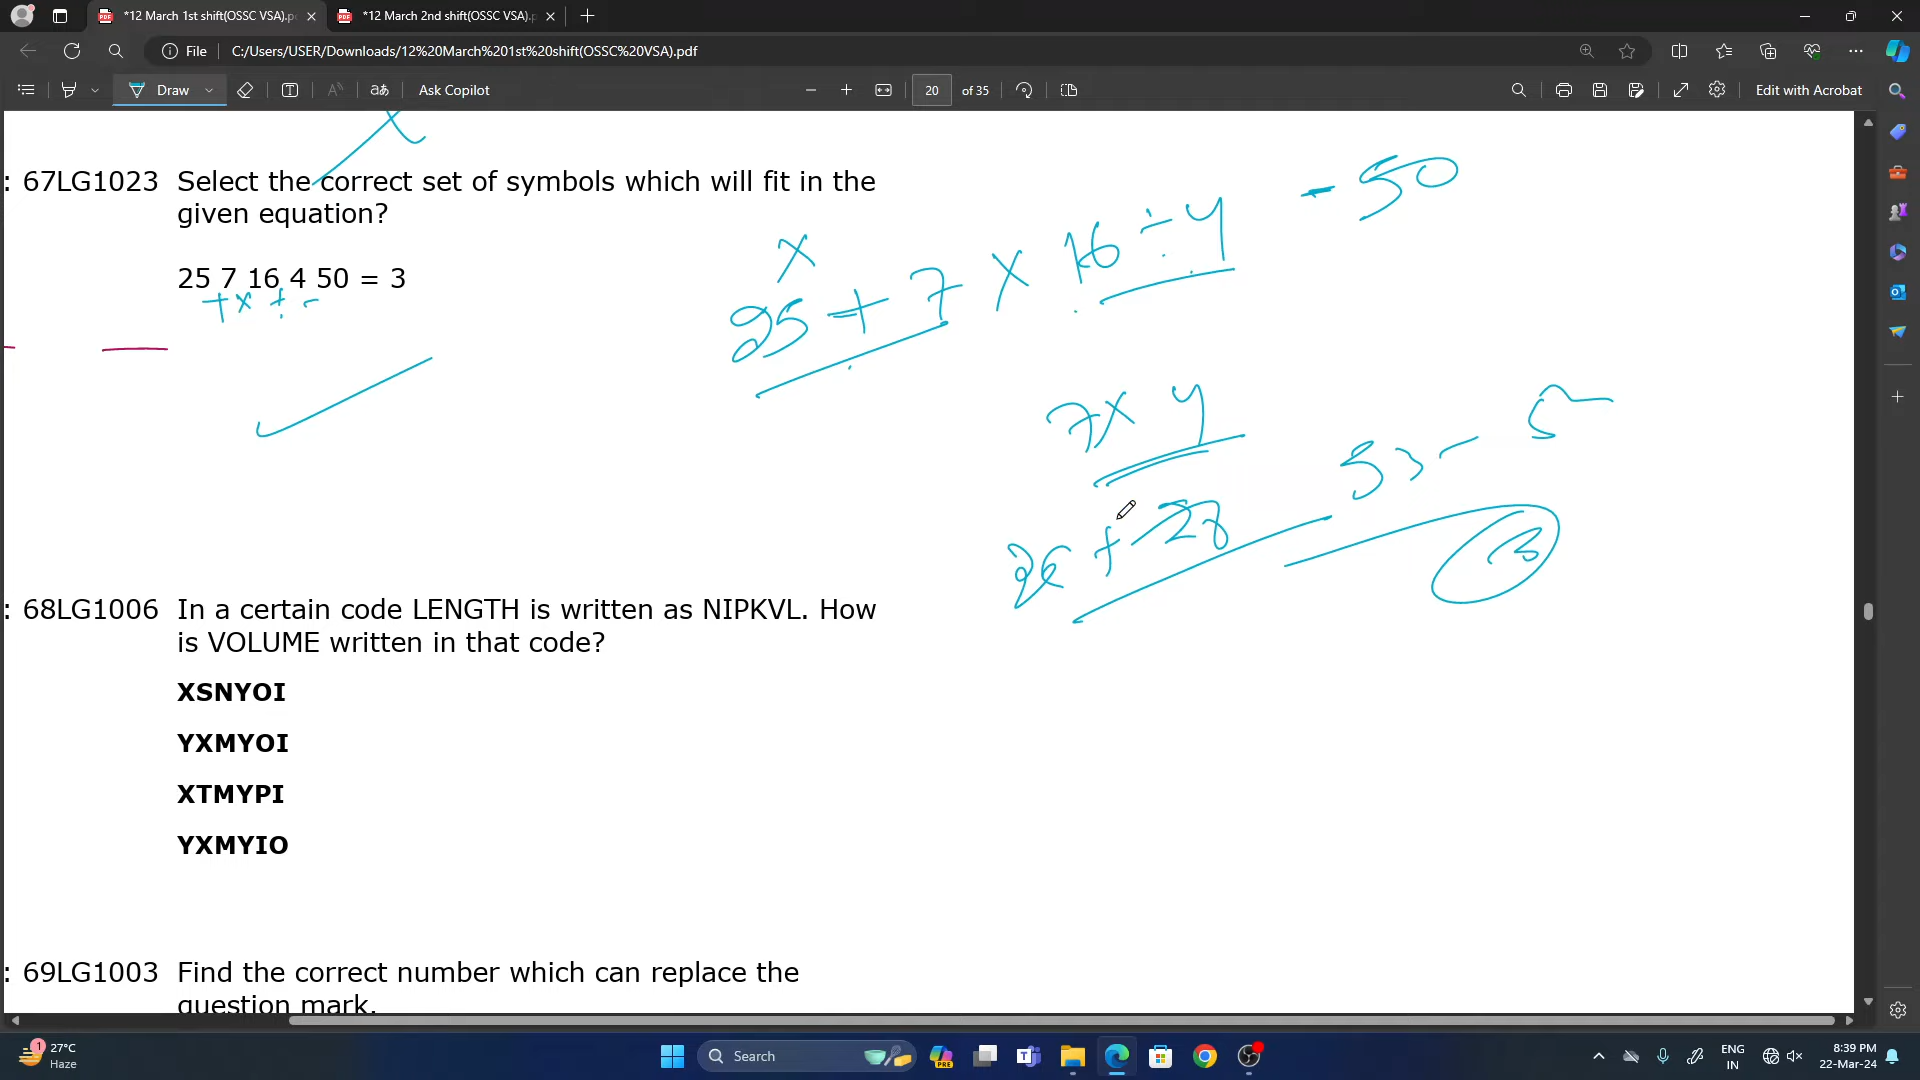 *12 March 1st shift(OSSC VSA).p
*12 March 2nd shift(OSSC VSA).p
File
C:/Users/USER/Downloads/12%20March%201st%20shift(OSSC%20VSA).pdf
Draw
Ask Copilot
20 of 35
Edit with Acrobat
: 67LG1023 Select the correct set of symbols which will fit in the
given equation?
25 7 16 4 50 = 3
+ × ÷ -
×
25 + 7 × 16 ÷ 4 - 50
7 × 4
53 -
+ 28
3
: 68LG1006 In a certain code LENGTH is written as NIPKVL. How
is VOLUME written in that code?
XSNYOI
YXMYOI
XTMYPI
YXMYIO
: 69LG1003 Find the correct number which can replace the
question mark.
1
27°C
Haze
Search
PRE
ENG
IN
8:39 PM
22-Mar-24